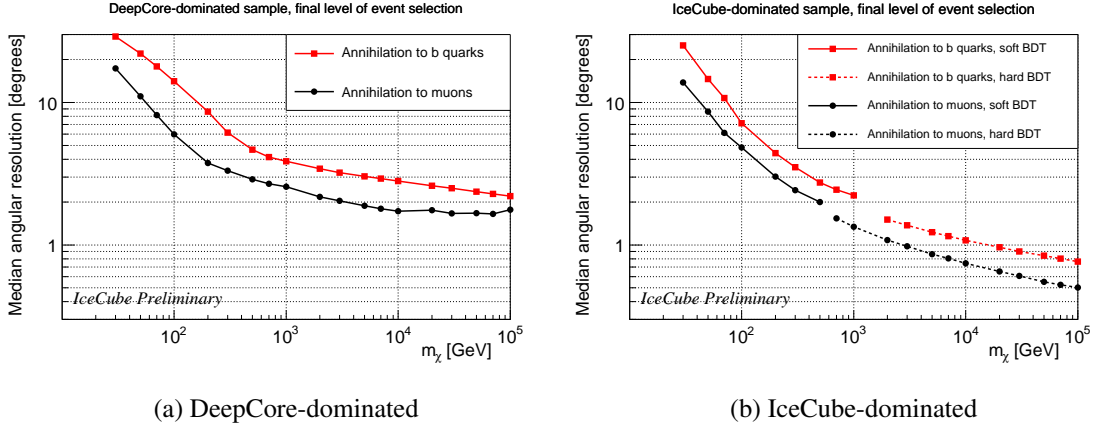 DeepCore-dominated sample, final level of event selection
Median angular resolution [degrees]
10
1
Annihilation to b quarks
Annihilation to muons
IceCube Preliminary
10² 10³ 10⁴ 10⁵
mχ [GeV]
(a) DeepCore-dominated
IceCube-dominated sample, final level of event selection
Median angular resolution [degrees]
10
1
Annihilation to b quarks, soft BDT
Annihilation to b quarks, hard BDT
Annihilation to muons, soft BDT
Annihilation to muons, hard BDT
IceCube Preliminary
10² 10³ 10⁴ 10⁵
mχ [GeV]
(b) IceCube-dominated